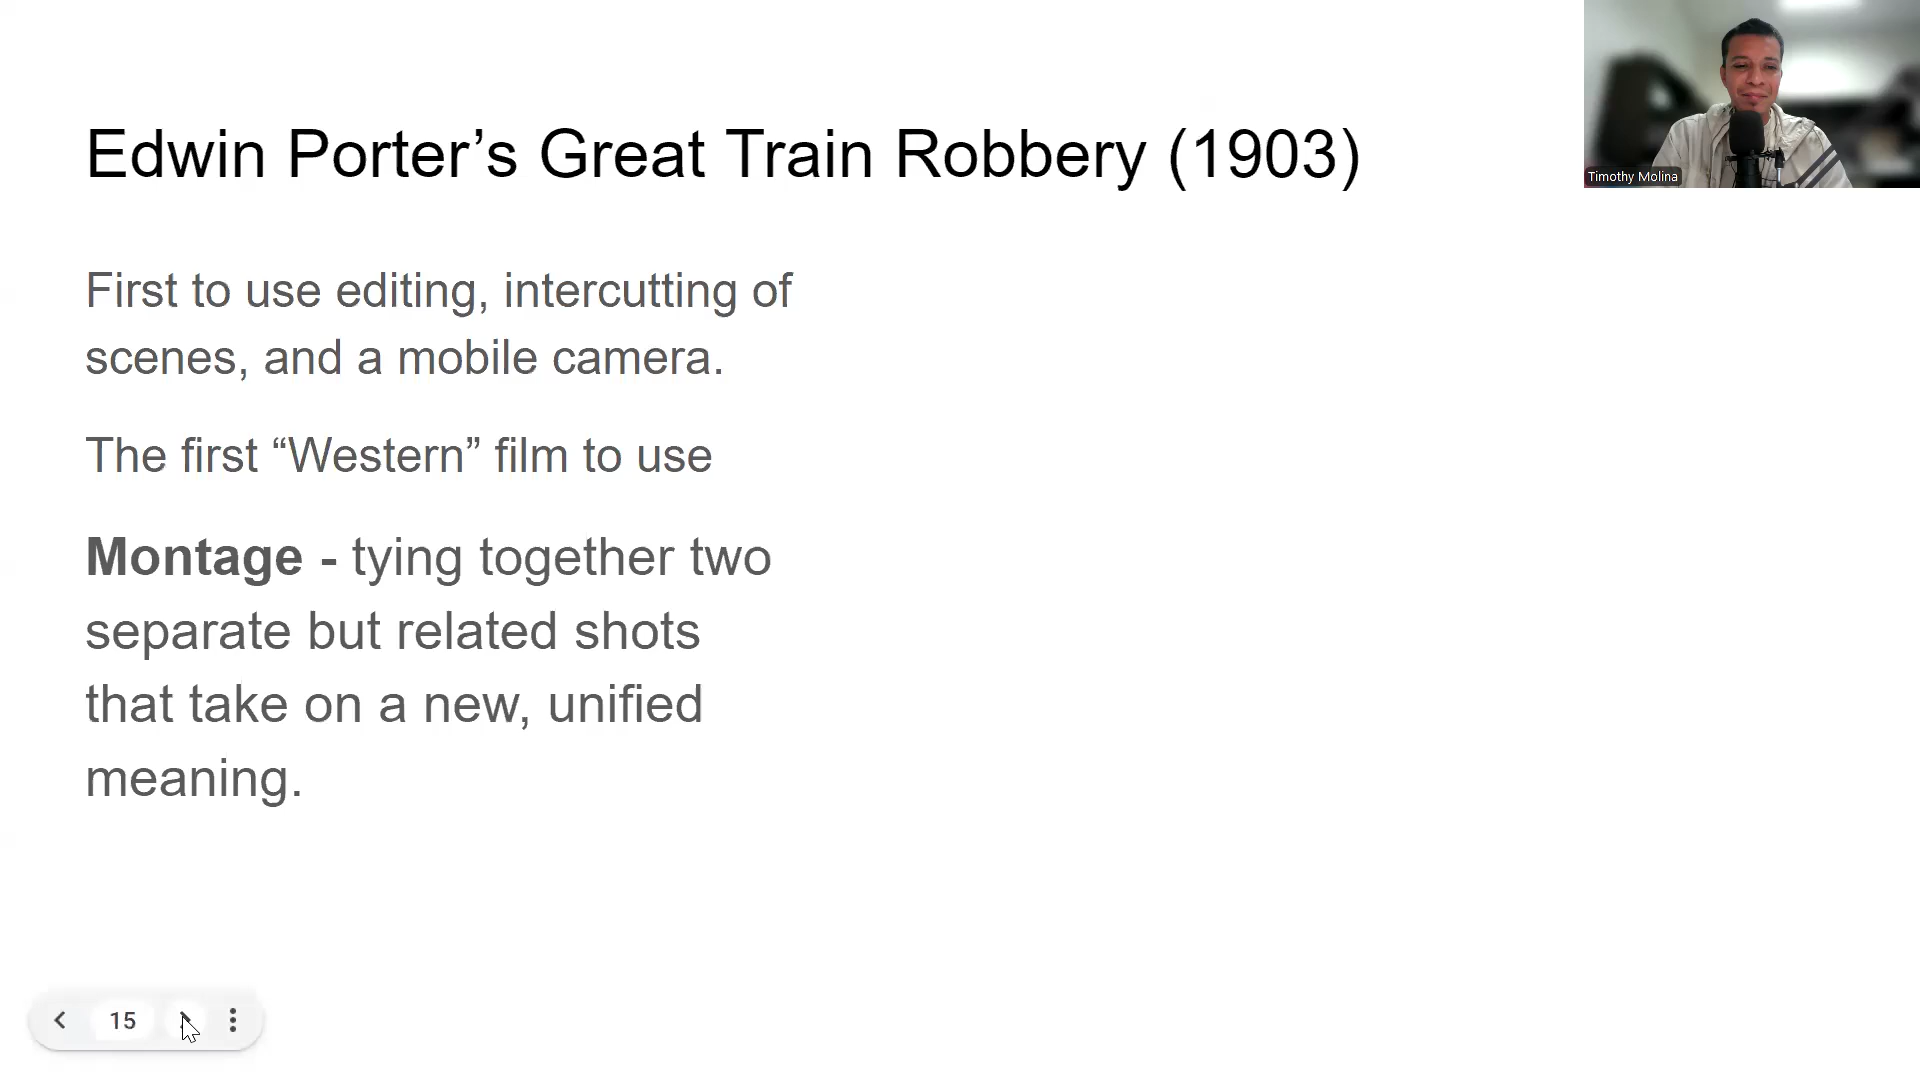 Edwin Porter’s Great Train Robbery (1903)
Timothy Molina
First to use editing, intercutting of
scenes, and a mobile camera.
The first “Western” film to use
Montage - tying together two
separate but related shots
that take on a new, unified
meaning.
15